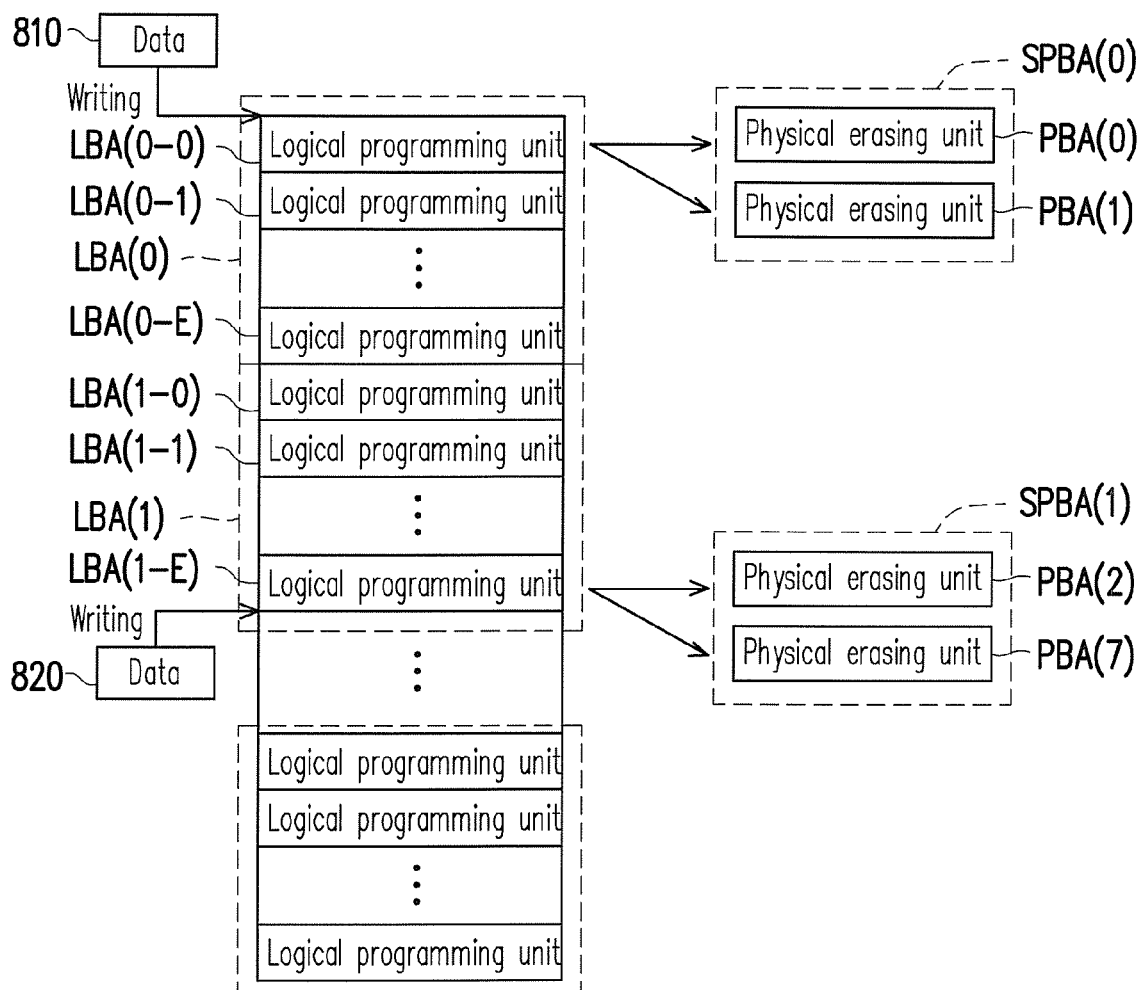 810
Data
Writing
LBA(0-0)
Logical programming unit
LBA(0-1)
Logical programming unit
LBA(0)
LBA(0-E)
Logical programming unit
LBA(1-0)
Logical programming unit
LBA(1-1)
Logical programming unit
LBA(1)
LBA(1-E)
Logical programming unit
Writing
820
Data
Logical programming unit
Logical programming unit
Logical programming unit
SPBA(0)
Physical erasing unit
PBA(0)
Physical erasing unit
PBA(1)
SPBA(1)
Physical erasing unit
PBA(2)
Physical erasing unit
PBA(7)